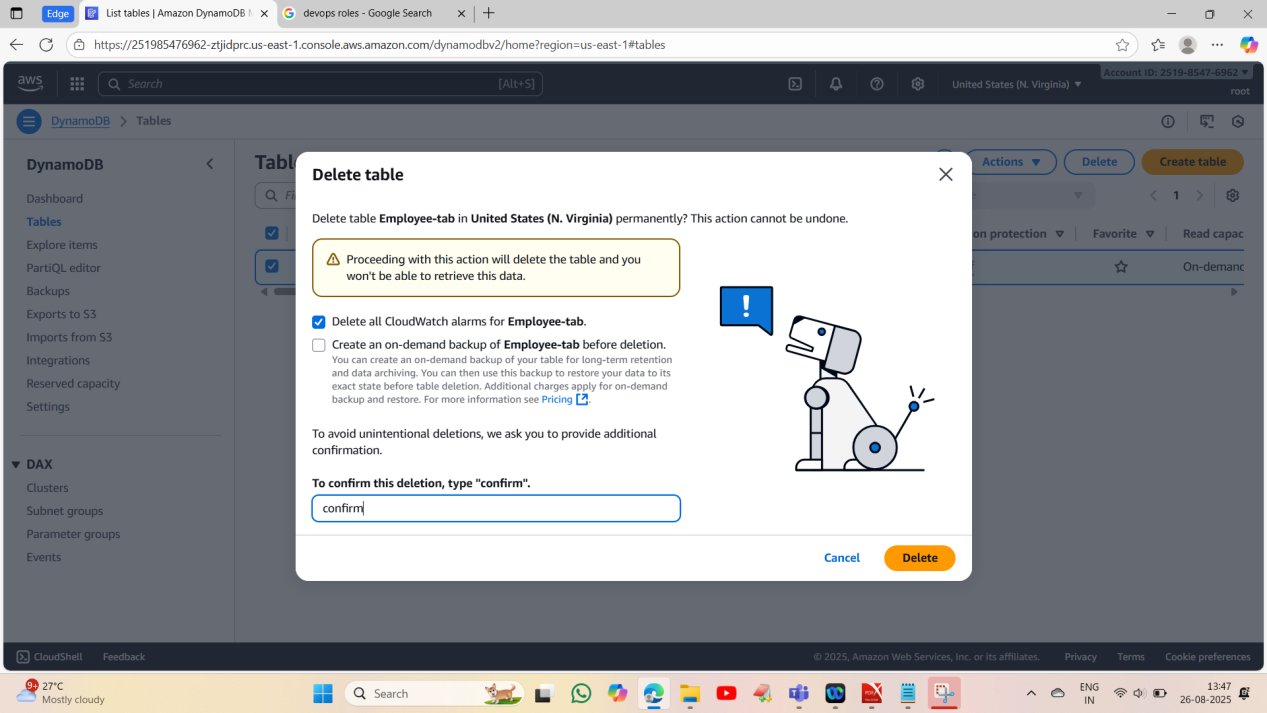 Edge
List tables | Amazon DynamoDB M
devops roles - Google Search
https://251985476962-ztjidprc.us-east-1.console.aws.amazon.com/dynamodbv2/home?region=us-east-1#tables
aws
Search
[Alt+S]
United States (N. Virginia)
Account ID: 2519-8547-6962
root
DynamoDB
Tables
DynamoDB
Dashboard
Tables
Explore items
PartiQL editor
Backups
Exports to S3
Imports from S3
Integrations
Reserved capacity
Settings
DAX
Clusters
Subnet groups
Parameter groups
Events
Tabl
Actions
Delete
Create table
Fi
1
on protection
Favorite
Read capac
On-demand
Delete table
Delete table Employee-tab in United States (N. Virginia) permanently? This action cannot be undone.
Proceeding with this action will delete the table and you
won't be able to retrieve this data.
Delete all CloudWatch alarms for Employee-tab.
Create an on-demand backup of Employee-tab before deletion.
You can create an on-demand backup of your table for long-term retention
and data archiving. You can then use this backup to restore your data to its
exact state before table deletion. Additional charges apply for on-demand
backup and restore. For more information see Pricing.
To avoid unintentional deletions, we ask you to provide additional
confirmation.
To confirm this deletion, type "confirm".
confirm
!
Cancel
Delete
CloudShell
Feedback
© 2025, Amazon Web Services, Inc. or its affiliates.
Privacy
Terms
Cookie preferences
9+
27°C
Mostly cloudy
Search
ENG
IN
13:47
26-08-2025